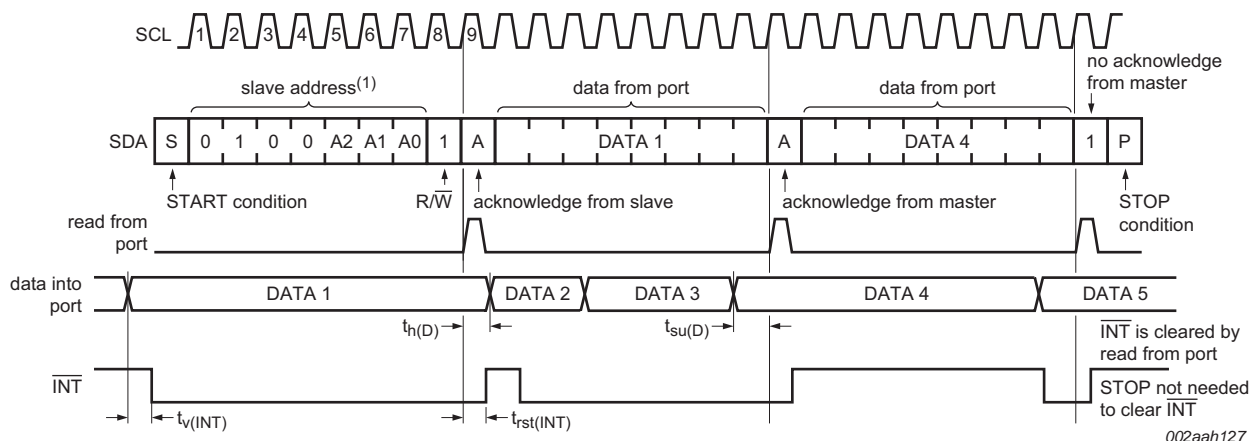 SCL 1 2 3 4 5 6 7 8 9
no acknowledge
from master
slave address(1) data from port data from port
SDA S 0 1 0 0 A2 A1 A0 1 A DATA 1 A DATA 4 1 P
START condition R/W̅ acknowledge from slave acknowledge from master STOP
condition
read from
port
data into
port
DATA 1 DATA 2 DATA 3 DATA 4 DATA 5
th(D) tsu(D)
I̅N̅T̅ is cleared by
read from port
I̅N̅T̅
STOP not needed
to clear I̅N̅T̅
tv(INT) trst(INT)
002aah127